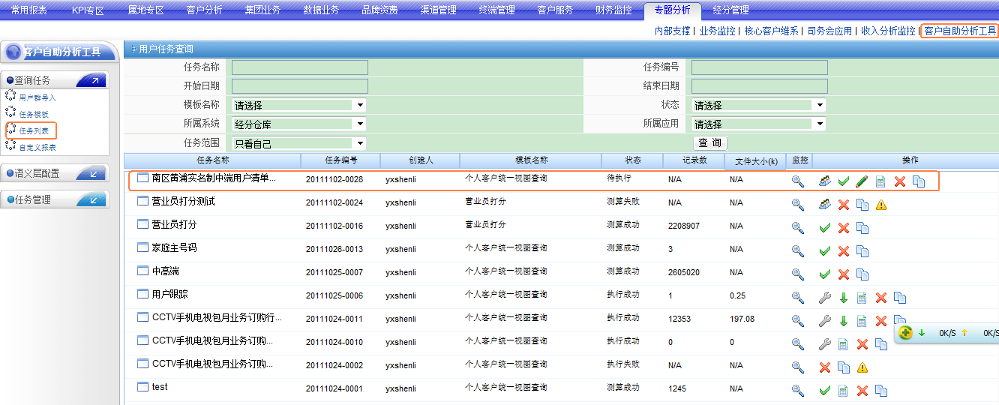 常用报表 KPI专区 属地专区 客户分析 集团业务 数据业务 品牌资费 渠道管理 终端管理 客户服务 财务监控 专题分析 经分管理
内部支撑 | 业务监控 | 核心客户维系 | 司务会应用 | 收入分析监控 | 客户自助分析工具
客户自助分析工具
查询任务
用户群导入
任务模板
任务列表
自定义报表
语义层配置
任务管理
用户任务查询
任务名称 任务编号
开始日期 结束日期
模板名称 请选择 状态 请选择
所属系统 经分仓库 所属应用 请选择
任务范围 只看自己 查 询
任务名称 任务编号 创建人 模板名称 状态 记录数 文件大小(k) 监控 操作
南区黄浦实名制中端用户清单... 20111102-0028 yxshenli 个人客户统一视图查询 待执行 N/A N/A
营业员打分测试 20111102-0024 yxshenli 营业员打分 测算失败 N/A N/A
营业员打分 20111102-0016 yxshenli 营业员打分 测算成功 2208907 N/A
家庭主号码 20111026-0013 yxshenli 个人客户统一视图查询 测算成功 3 N/A
中高端 20111025-0007 yxshenli 个人客户统一视图查询 测算成功 2605020 N/A
用户跟踪 20111025-0006 yxshenli 个人客户统一视图查询 执行成功 1 0.25
CCTV手机电视包月业务订购行... 20111024-0011 yxshenli 个人客户统一视图查询 执行成功 12353 197.08
CCTV手机电视包月业务订购... 20111024-0010 yxshenli 个人客户统一视图查询 执行成功 0 0
CCTV手机电视包月业务订购... 20111024-0002 yxshenli 个人客户统一视图查询 执行失败 N/A N/A
test 20111024-0001 yxshenli 个人客户统一视图查询 测算成功 1245 N/A
0K/S 0K/S